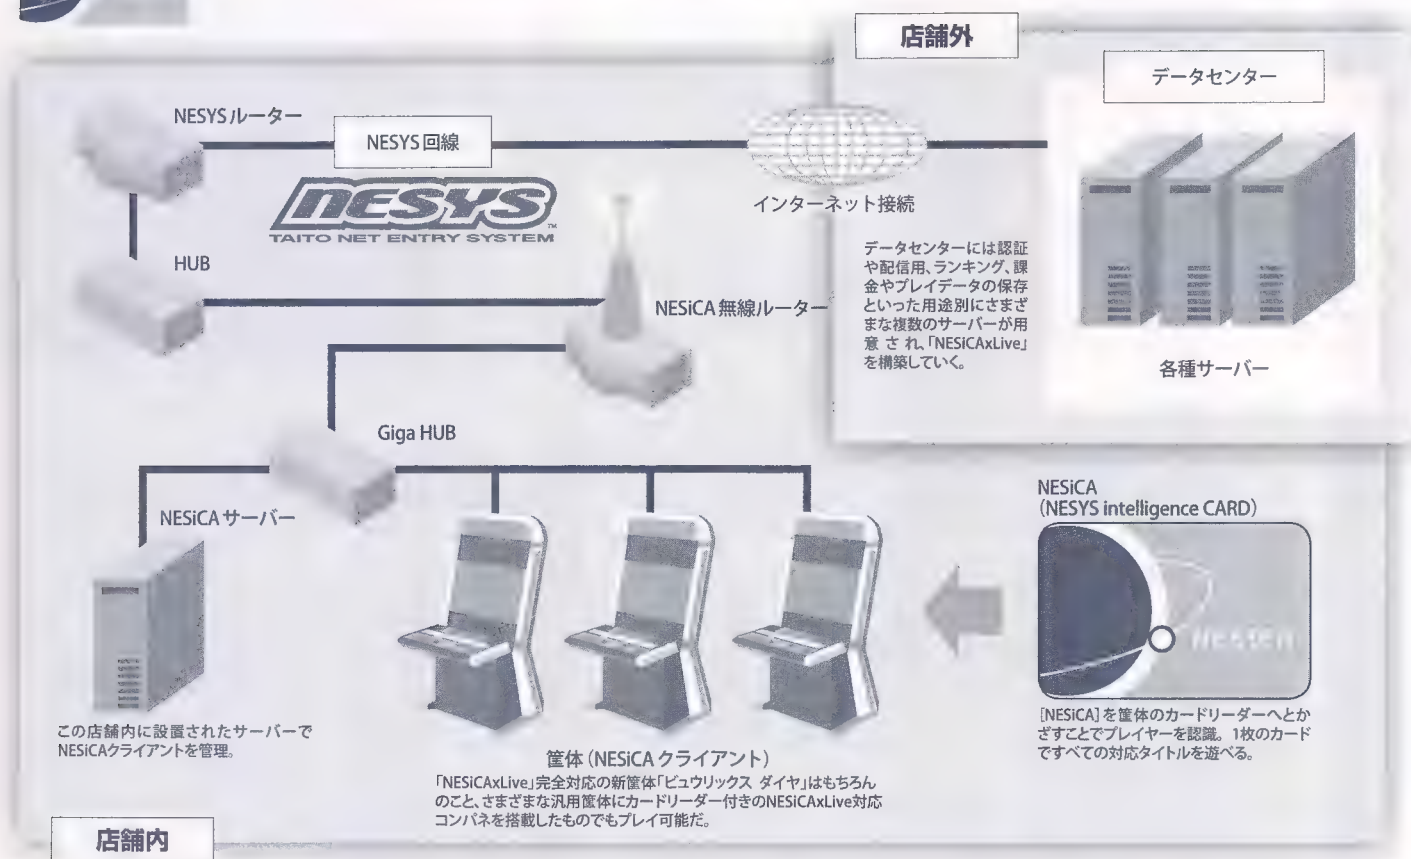 店舗外
データセンター
NESYSルーター
NESYS回線
NESYS
TM
TAITO NET ENTRY SYSTEM
インターネット接続
HUB
NESiCA無線ルーター
データセンターには認証
や配信用、ランキング、課
金やプレイデータの保存
といった用途別にさまざ
まな複数のサーバーが用
意され、「NESiCAxLive」
を構築していく。
各種サーバー
Giga HUB
NESiCAサーバー
この店舗内に設置されたサーバーで
NESiCAクライアントを管理。
筐体(NESiCAクライアント)
「NESiCAxLive」完全対応の新筐体「ビュウリックス ダイヤ」はもちろん
のこと、さまざまな汎用筐体にカードリーダー付きのNESiCAxLive対応
コンパネを搭載したものでもプレイ可能だ。
NESiCA
(NESYS intelligence CARD)
NESiCA
[NESiCA]を筐体のカードリーダーへとか
ざすことでプレイヤーを認識。1枚のカード
ですべての対応タイトルを遊べる。
店舗内